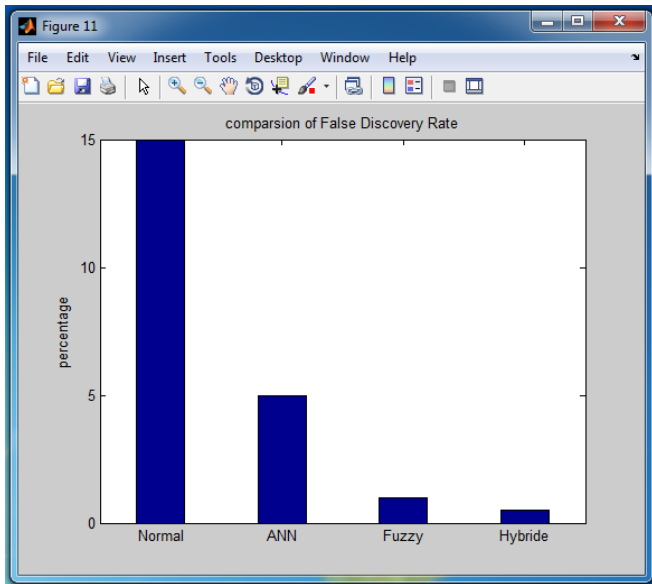 Figure 11
File Edit View Insert Tools Desktop Window Help
comparsion of False Discovery Rate
15
10
5
0
percentage
Normal ANN Fuzzy Hybride